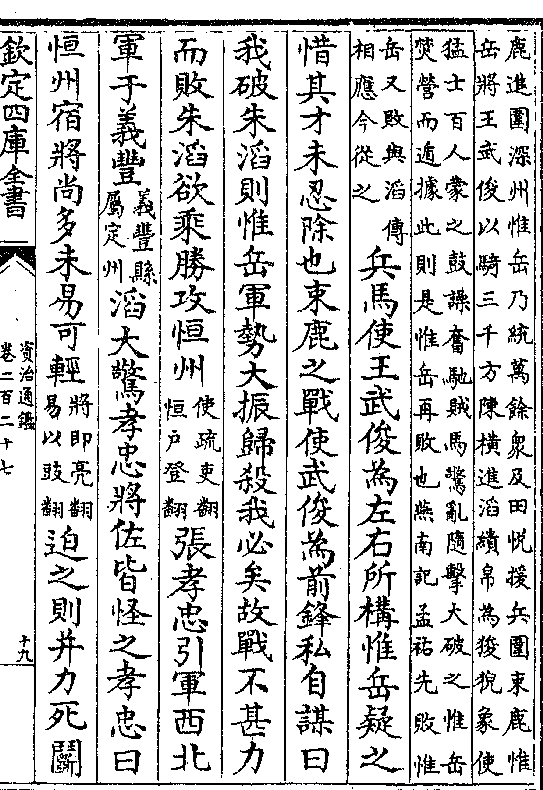 鹿進圍深州惟岳乃統萬餘衆及田恱援兵圍束鹿惟
岳將王武俊以騎三千方陳橫進滔繢帛為狻猊象使
猛士百人蒙之鼓譟奮馳賊馬驚亂隨擊大破之惟岳
焚營而遁據此則是惟岳再敗也燕南記孟祐先敗惟
岳又敗與滔傳
相應今從之
兵馬使王武俊為左右所構惟岳疑之
惜其才未忍除也束鹿之戰使武俊為前鋒私自謀曰
我破朱滔則惟岳軍勢大振歸殺我必矣故戰不甚力
而敗朱滔欲乘勝攻恒州
使疏吏翻
恒户登翻
張孝忠引軍西北
軍于義豐
義豐縣
屬定州
滔大驚孝忠將佐皆怪之孝忠曰
恒州宿將尚多未易可輕
將即亮翻
易以豉翻
迫之則并力死鬭
欽定四庫全書
資治通鑑
卷二百二十七
十九